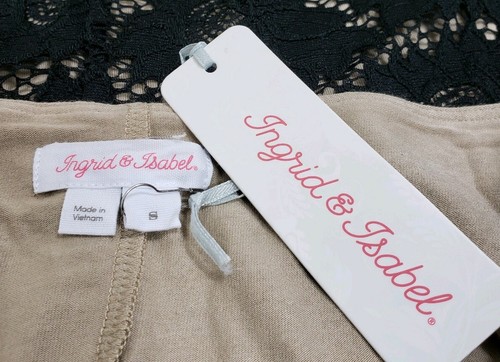 Ingrid & Isabel®
Made in
Vietnam
S
Ingrid & Isabel®